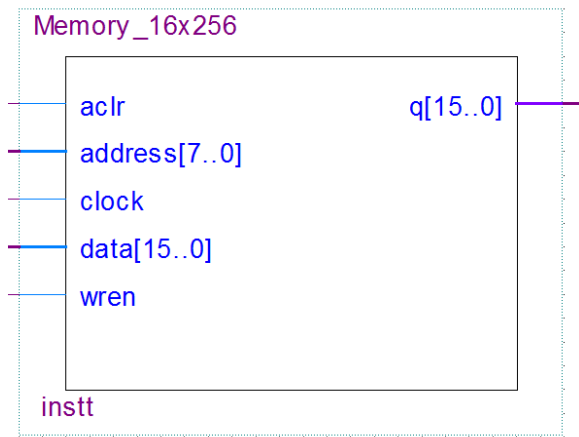 Memory_16x256
aclr
q[15..0]
address[7..0]
clock
data[15..0]
wren
instt